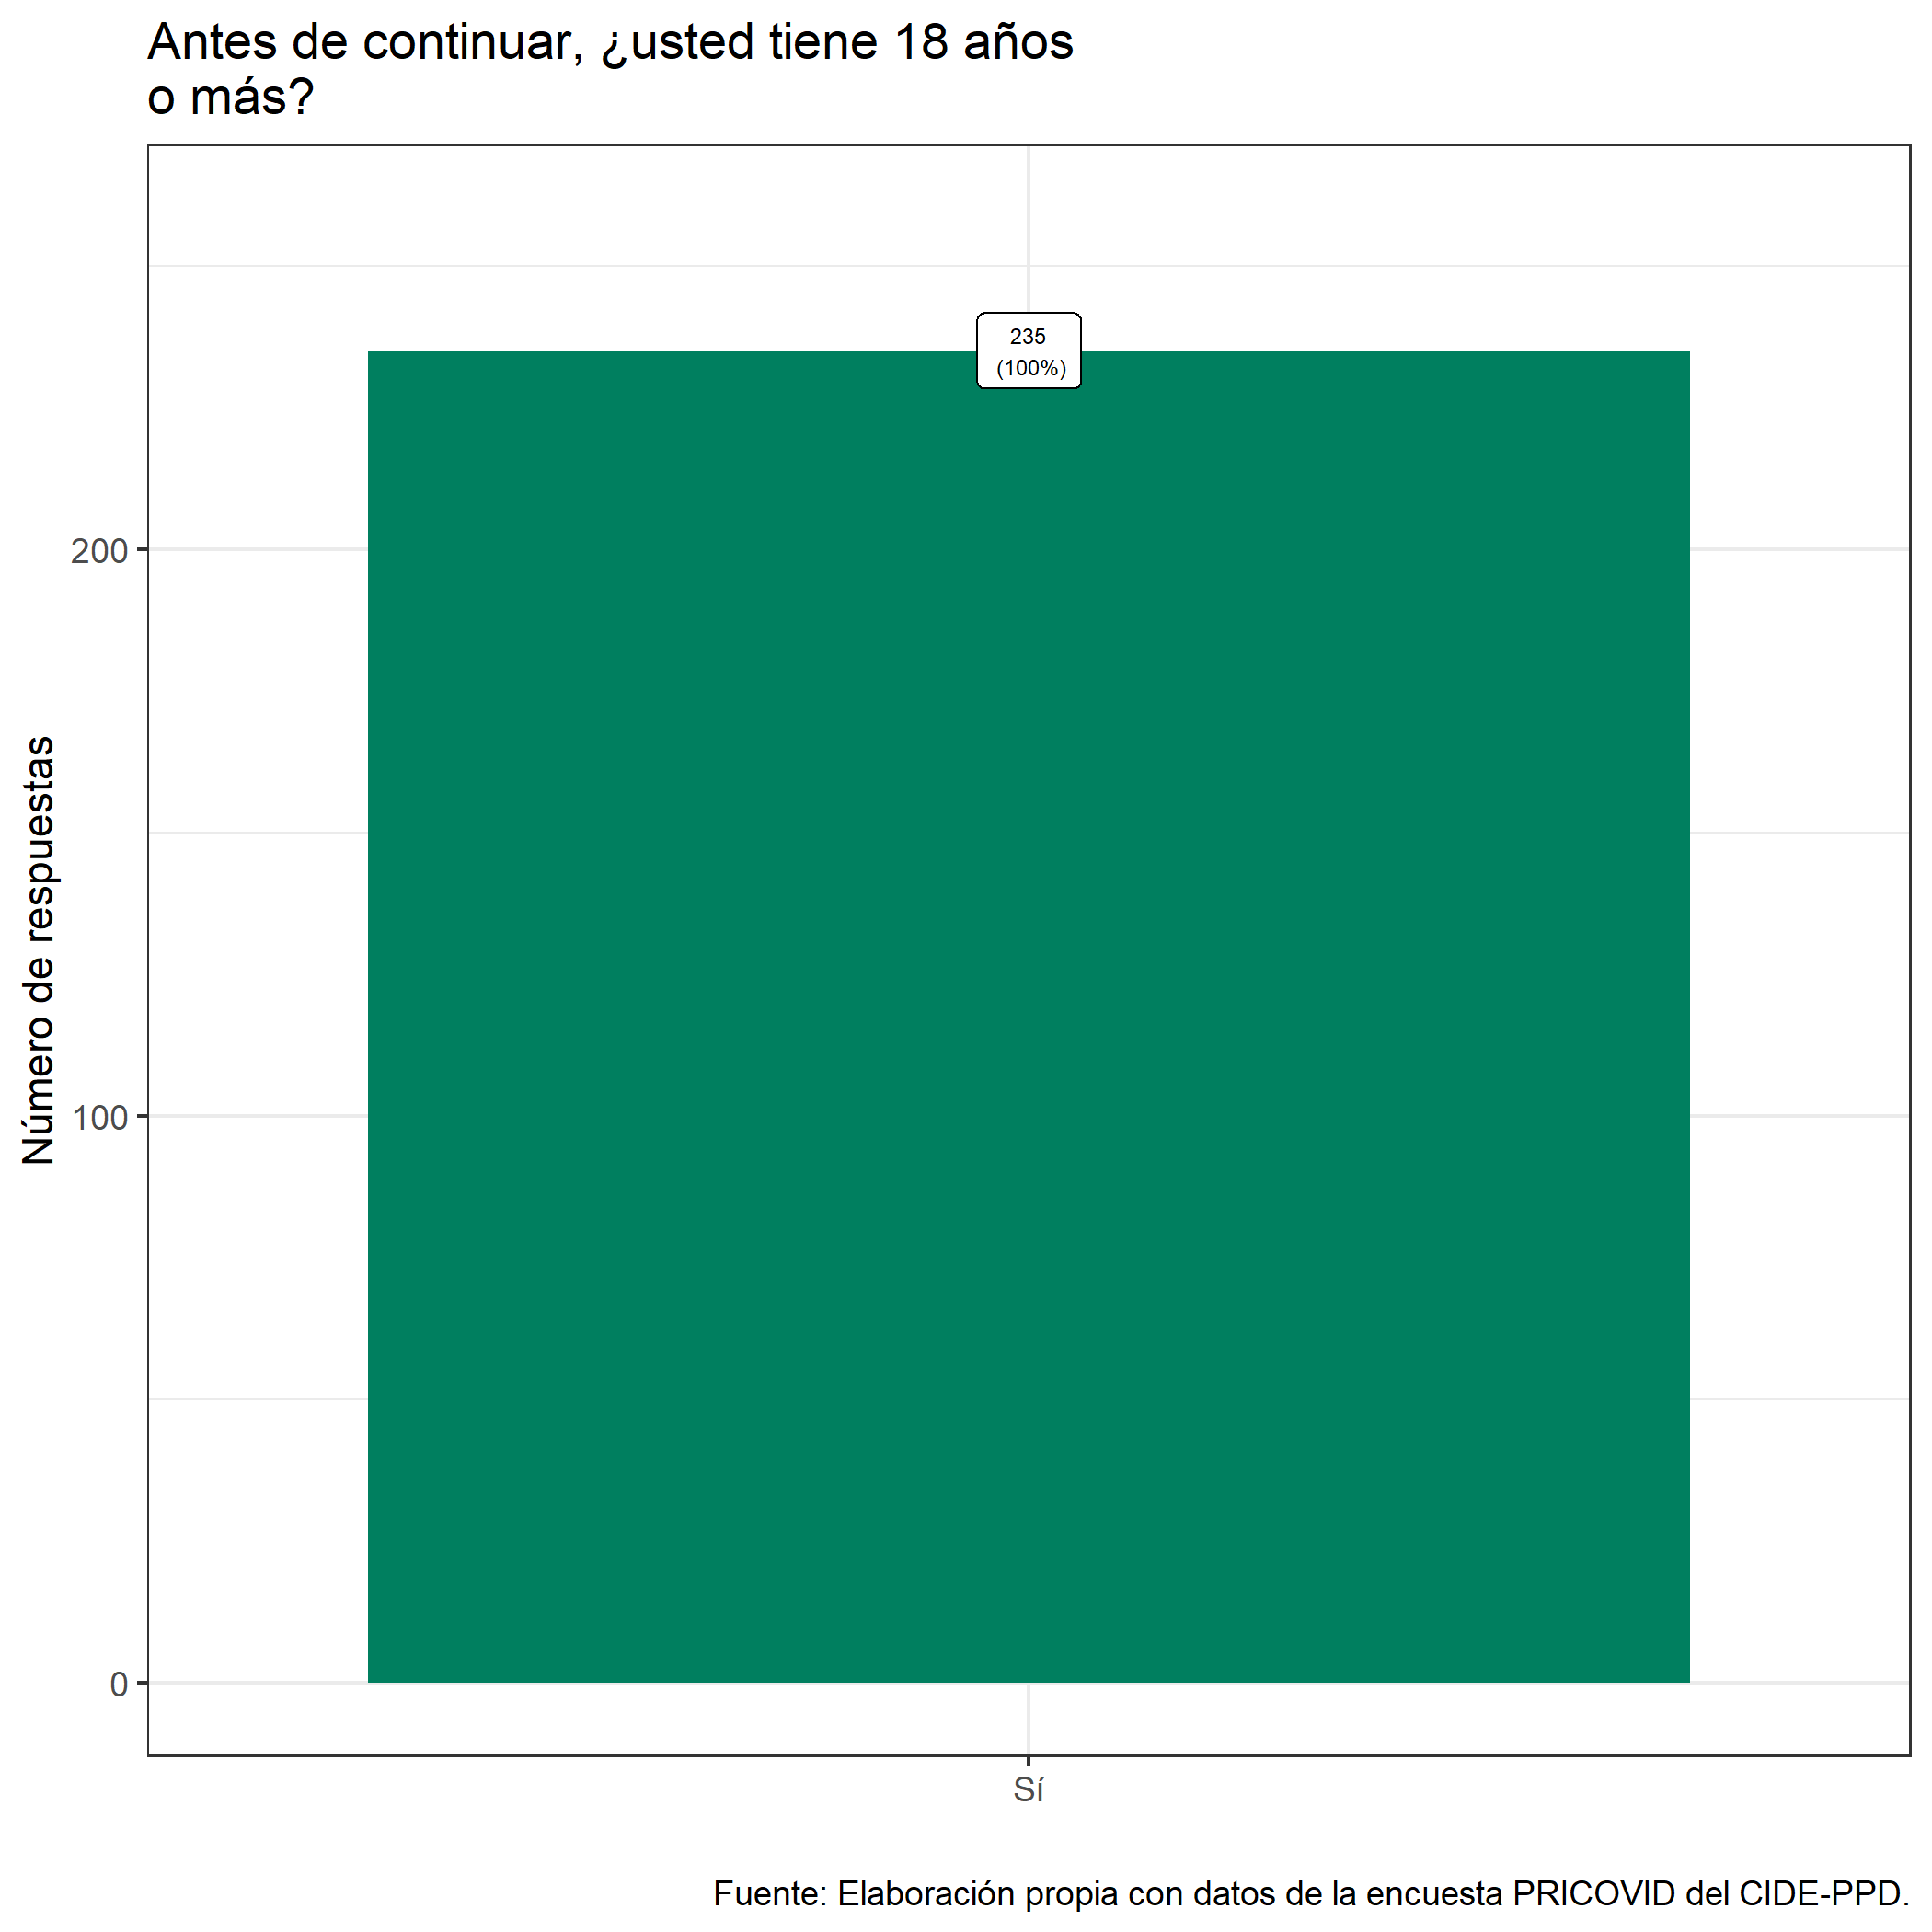 Antes de continuar, ¿usted tiene 18 años
o más?
235
(100%)
200
100
0
Número de respuestas
Sí
Fuente: Elaboración propia con datos de la encuesta PRICOVID del CIDE-PPD.